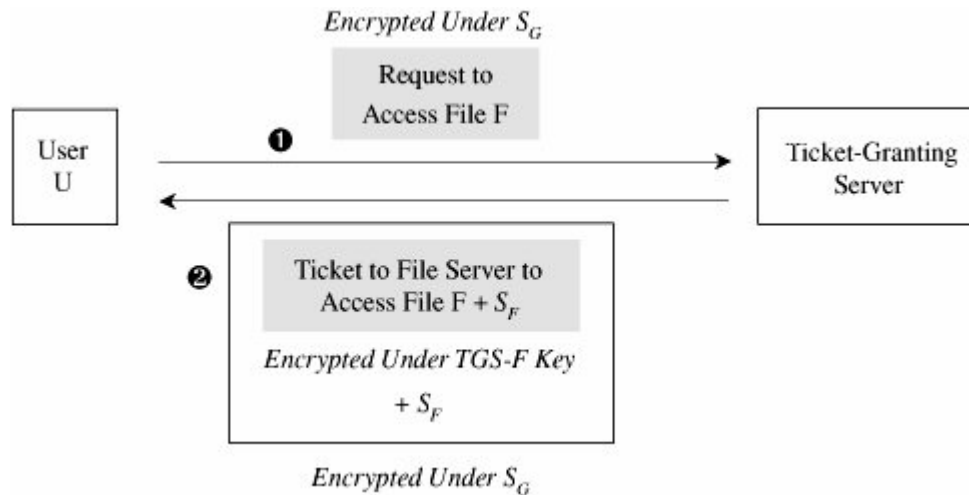 Encrypted Under S_G
Request to
Access File F
❶
User
U
Ticket-Granting
Server
❷
Ticket to File Server to
Access File F + S_F
Encrypted Under TGS-F Key
+ S_F
Encrypted Under S_G